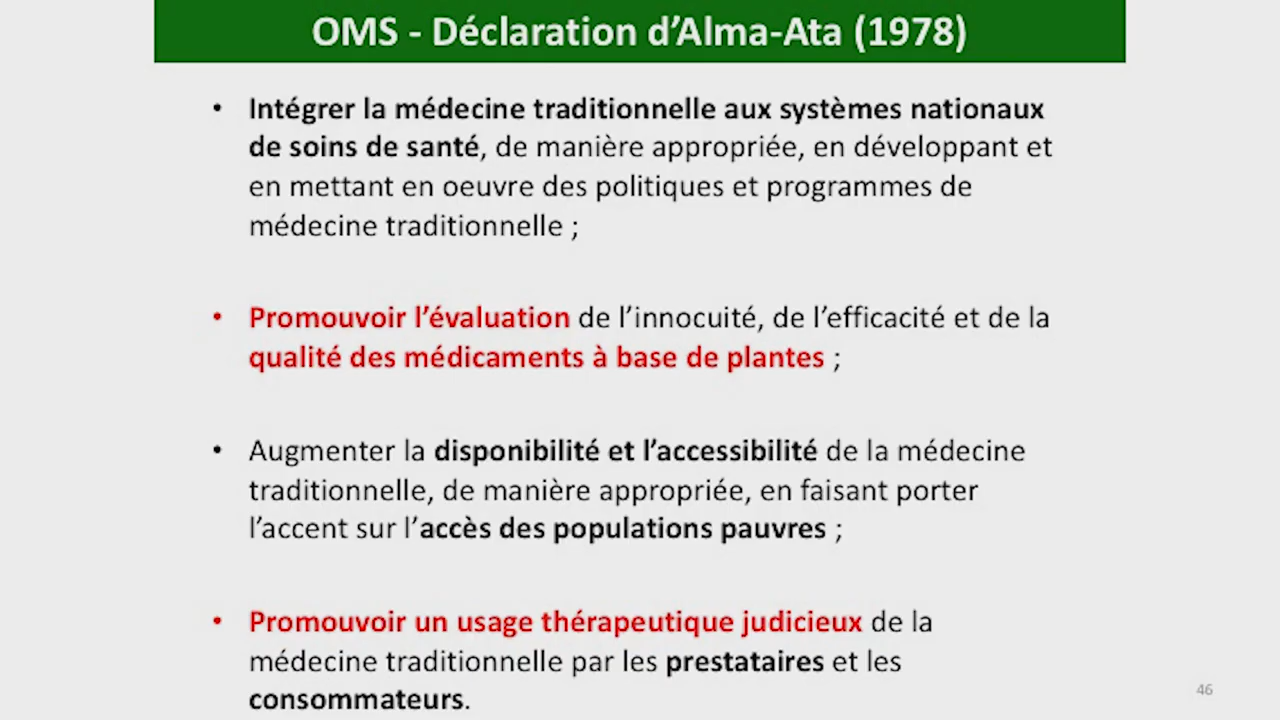 OMS - Déclaration d’Alma-Ata (1978)
• Intégrer la médecine traditionnelle aux systèmes nationaux
de soins de santé, de manière appropriée, en développant et
en mettant en oeuvre des politiques et programmes de
médecine traditionnelle ;
• Promouvoir l’évaluation de l’innocuité, de l’efficacité et de la
qualité des médicaments à base de plantes ;
• Augmenter la disponibilité et l’accessibilité de la médecine
traditionnelle, de manière appropriée, en faisant porter
l’accent sur l’accès des populations pauvres ;
• Promouvoir un usage thérapeutique judicieux de la
médecine traditionnelle par les prestataires et les
consommateurs.
46